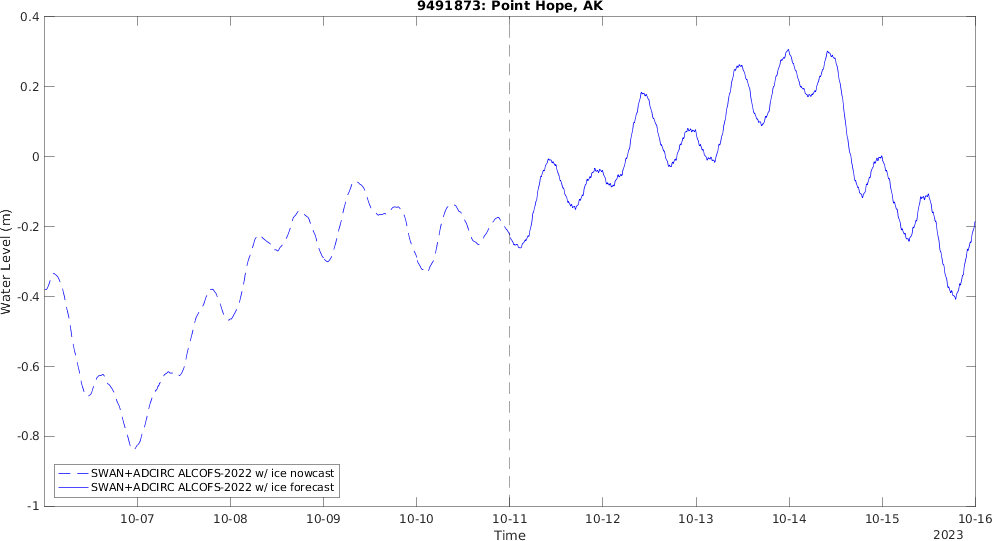 9491873: Point Hope, AK
0.4
0.2
0
-0.2
-0.4
-0.6
-0.8
-1
Water Level (m)
SWAN+ADCIRC ALCOFS-2022 w/ ice nowcast
SWAN+ADCIRC ALCOFS-2022 w/ ice forecast
10-07 10-08 10-09 10-10 10-11 10-12 10-13 10-14 10-15 10-16
Time
2023